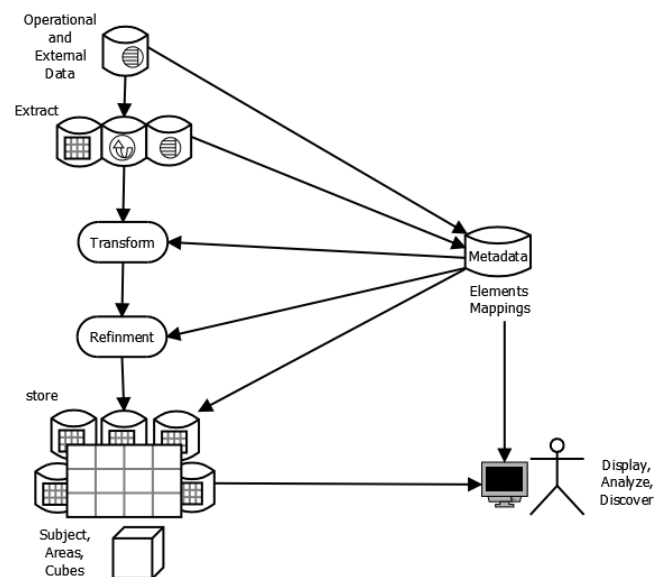 Operational
and
External
Data
Extract
Transform
Metadata
Elements
Mappings
Refinment
store
Display,
Analyze,
Discover
Subject,
Areas,
Cubes